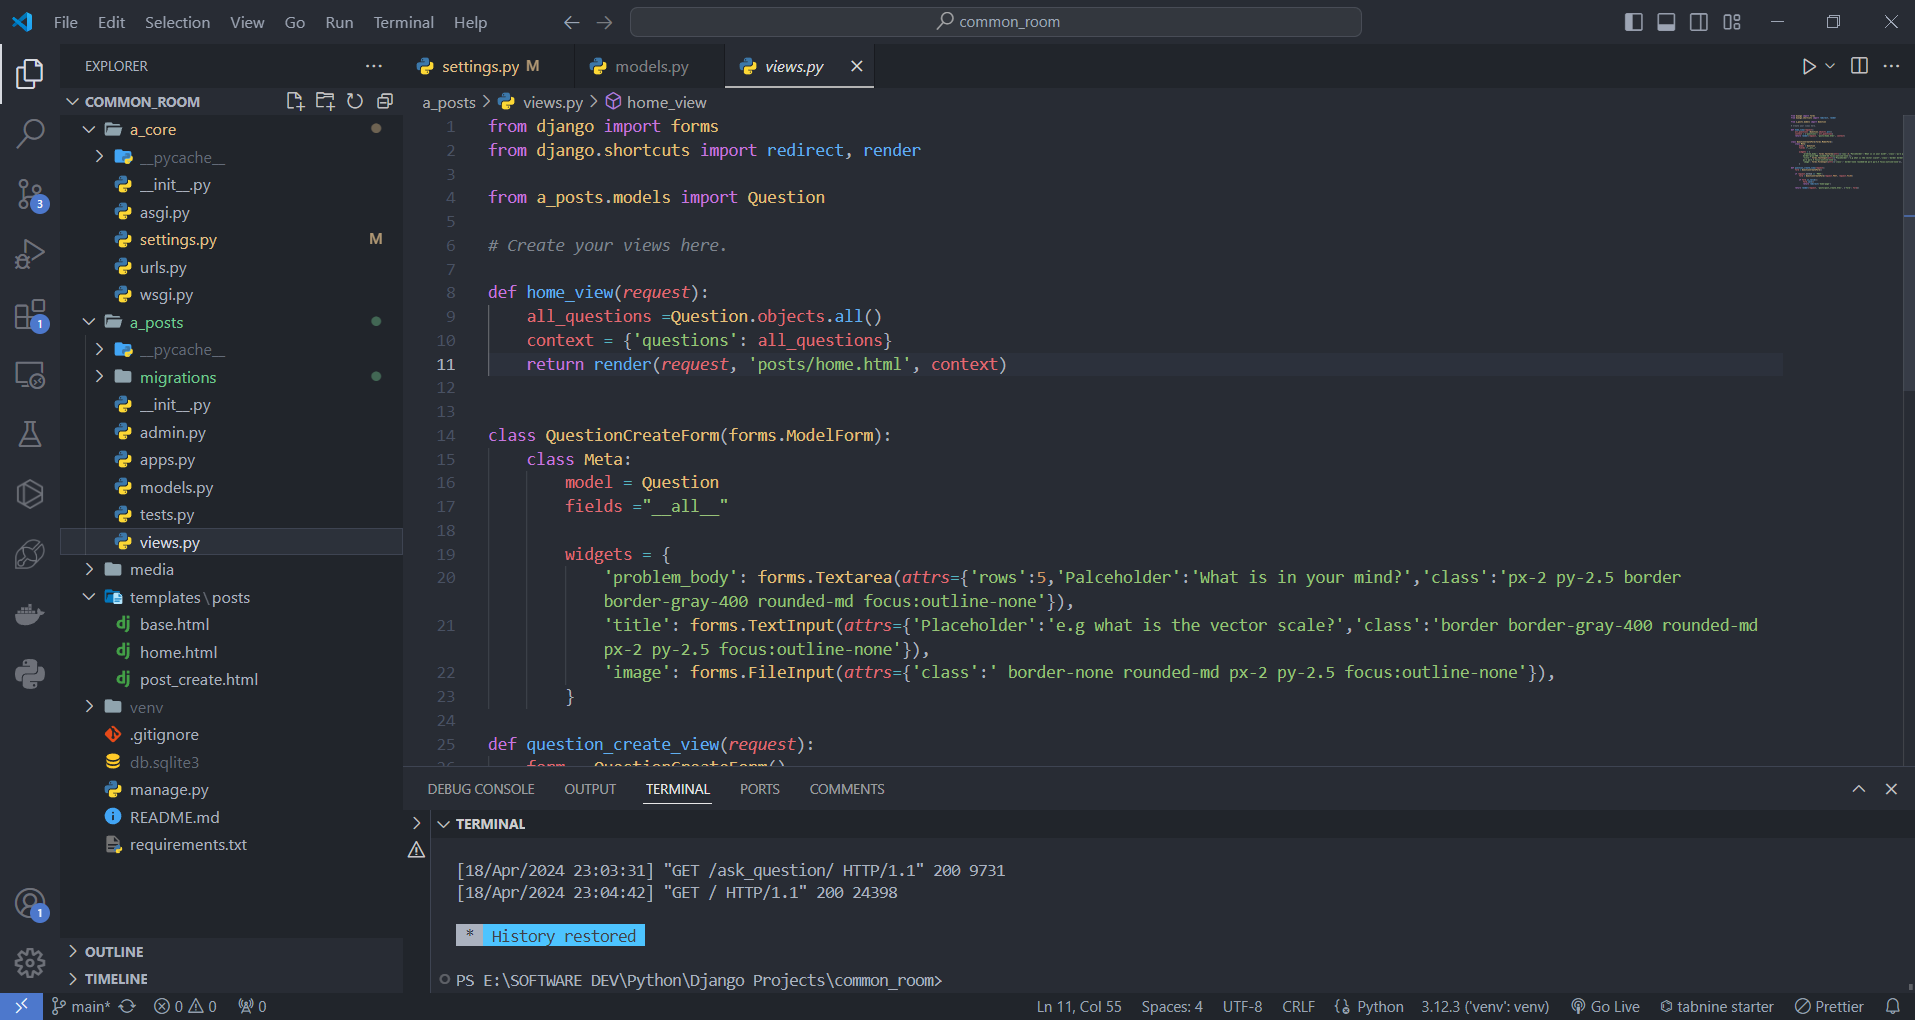 File Edit Selection View Go Run Terminal Help
common_room
EXPLORER
settings.py M
models.py
views.py
COMMON_ROOM
a_posts > views.py > home_view
a_core
__pycache__
__init__.py
asgi.py
settings.py M
urls.py
wsgi.py
a_posts
__pycache__
migrations
__init__.py
admin.py
apps.py
models.py
tests.py
views.py
media
templates\posts
base.html
home.html
post_create.html
venv
.gitignore
db.sqlite3
manage.py
README.md
requirements.txt
OUTLINE
TIMELINE
3
1
1
1 from django import forms
2 from django.shortcuts import redirect, render
3
4 from a_posts.models import Question
5
6 # Create your views here.
7
8 def home_view(request):
9 all_questions =Question.objects.all()
10 context = {'questions': all_questions}
11 return render(request, 'posts/home.html', context)
12
13
14 class QuestionCreateForm(forms.ModelForm):
15 class Meta:
16 model = Question
17 fields ="__all__"
18
19 widgets = {
20 'problem_body': forms.Textarea(attrs={'rows':5,'Palceholder':'What is in your mind?','class':'px-2 py-2.5 border
border-gray-400 rounded-md focus:outline-none'}),
21 'title': forms.TextInput(attrs={'Placeholder':'e.g what is the vector scale?','class':'border border-gray-400 rounded-md
px-2 py-2.5 focus:outline-none'}),
22 'image': forms.FileInput(attrs={'class':' border-none rounded-md px-2 py-2.5 focus:outline-none'}),
23 }
24
25 def question_create_view(request):
26 form = QuestionCreateForm()
DEBUG CONSOLE OUTPUT TERMINAL PORTS COMMENTS
TERMINAL
[18/Apr/2024 23:03:31] "GET /ask_question/ HTTP/1.1" 200 9731
[18/Apr/2024 23:04:42] "GET / HTTP/1.1" 200 24398
* History restored
PS E:\SOFTWARE DEV\Python\Django Projects\common_room>
main* 0 0 0 Ln 11, Col 55 Spaces: 4 UTF-8 CRLF Python 3.12.3 ('venv': venv) Go Live tabnine starter Prettier